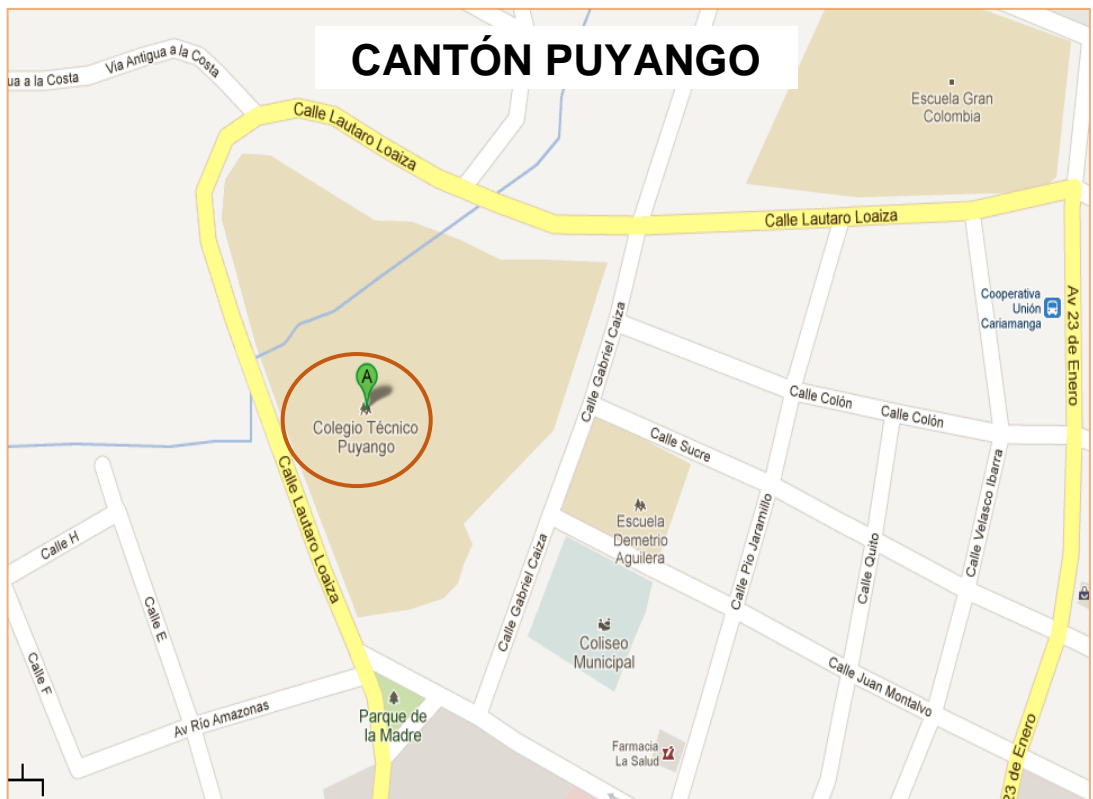 CANTÓN PUYANGO
ua a la Costa
Via Antigua a la Costa
Calle Lautaro Loaiza
Escuela Gran
Colombia
Calle Lautaro Loaiza
Cooperativa
Unión
Cariamanga
Av 23 de Enero
Calle Gabriel Caiza
A
Colegio Técnico
Puyango
Calle Colón
Calle Colón
Calle Sucre
Calle Lautaro Loaiza
Escuela
Demetrio
Aguilera
Calle Pio Jaramillo
Calle Quito
Calle Velasco Ibarra
Calle H
Calle E
Calle F
Calle Gabriel Caiza
Coliseo
Municipal
Calle Juan Montalvo
Av Río Amazonas
Parque de
la Madre
Farmacia
La Salud
23 de Enero